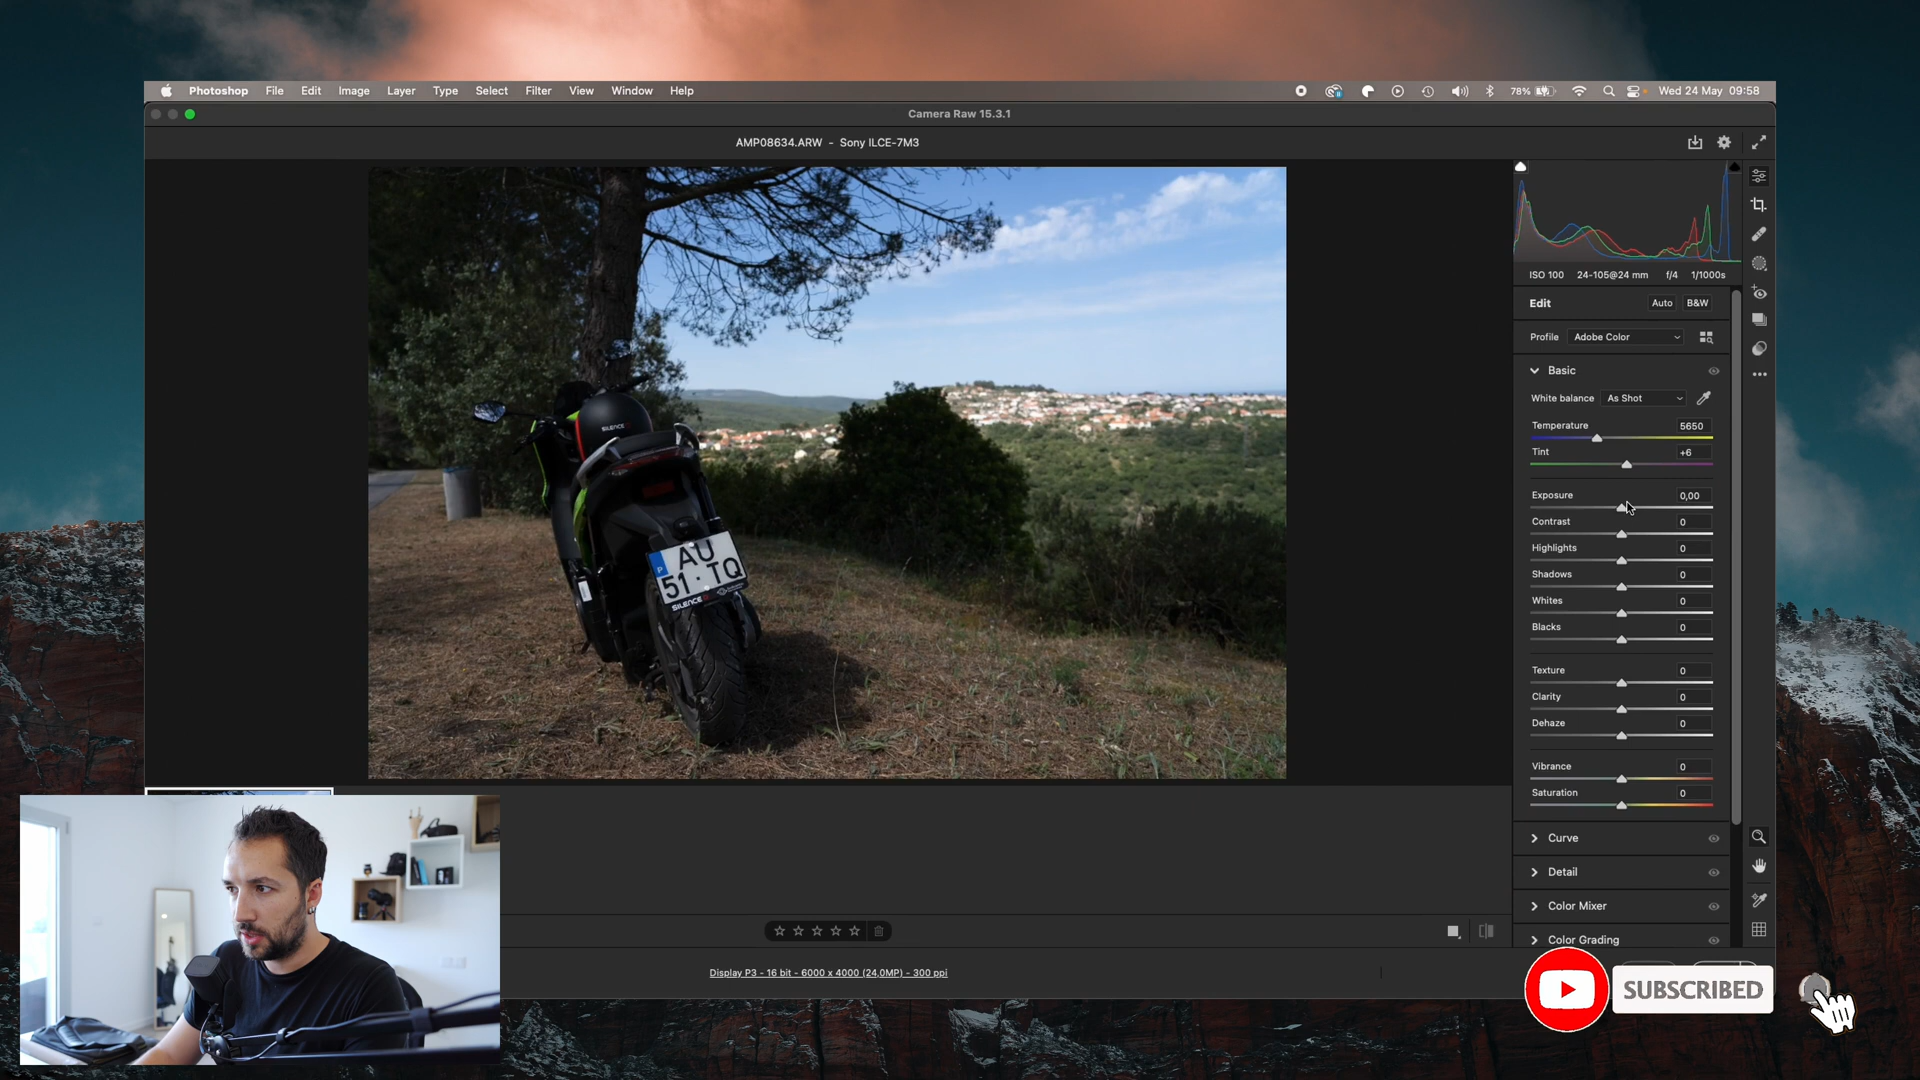 Photoshop File Edit Image Layer Type Select Filter View Window Help 78% Wed 24 May 09:58
Camera Raw 15.3.1
AMP08634.ARW - Sony ILCE-7M3
ISO 100 24-105@24 mm f/4 1/1000s
Edit Auto B&W
Profile Adobe Color
Basic
White balance As Shot
Temperature 5650
Tint +6
Exposure 0,00
Contrast 0
Highlights 0
Shadows 0
Whites 0
Blacks 0
Texture 0
Clarity 0
Dehaze 0
Vibrance 0
Saturation 0
Curve
Detail
Color Mixer
Color Grading
SILENCE
P AU
51·TQ
SILENCE
Display P3 - 16 bit - 6000 x 4000 (24,0MP) - 300 ppi
SUBSCRIBED